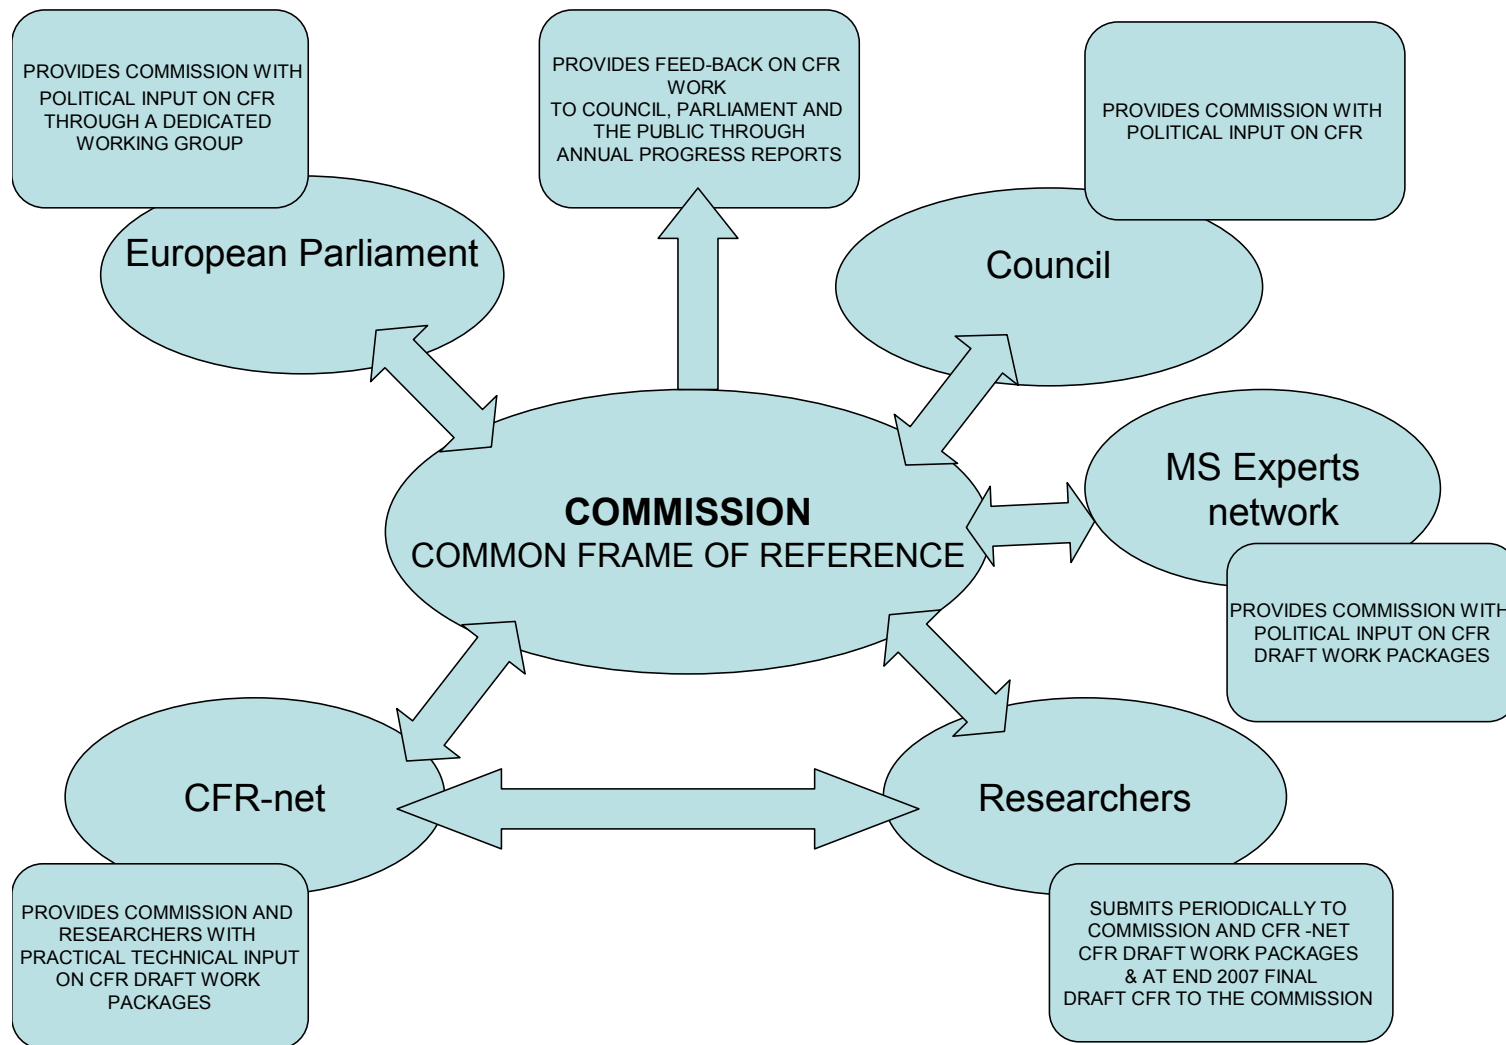 PROVIDES COMMISSION WITH
POLITICAL INPUT ON CFR
THROUGH A DEDICATED
WORKING GROUP
PROVIDES FEED-BACK ON CFR
WORK
TO COUNCIL, PARLIAMENT AND
THE PUBLIC THROUGH
ANNUAL PROGRESS REPORTS
PROVIDES COMMISSION WITH
POLITICAL INPUT ON CFR
European Parliament
Council
MS Experts
network
PROVIDES COMMISSION WITH
POLITICAL INPUT ON CFR
DRAFT WORK PACKAGES
COMMISSION
COMMON FRAME OF REFERENCE
CFR-net
Researchers
PROVIDES COMMISSION AND
RESEARCHERS WITH
PRACTICAL TECHNICAL INPUT
ON CFR DRAFT WORK
PACKAGES
SUBMITS PERIODICALLY TO
COMMISSION AND CFR -NET
CFR DRAFT WORK PACKAGES
& AT END 2007 FINAL
DRAFT CFR TO THE COMMISSION